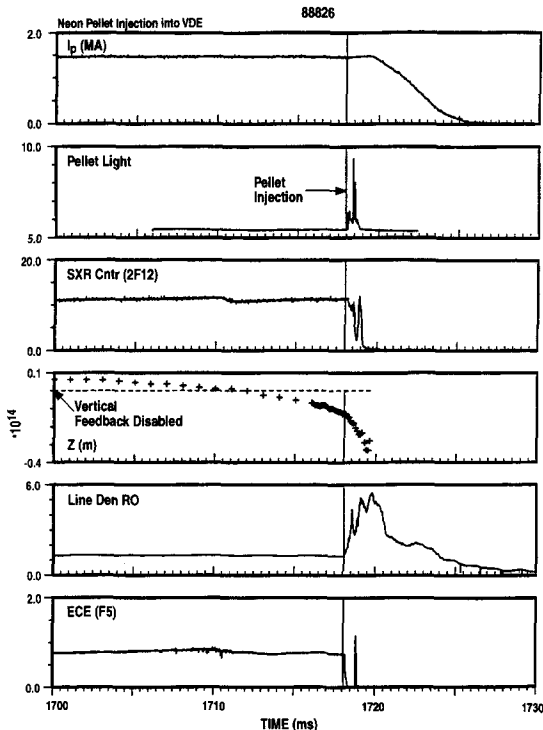 88826
Neon Pellet Injection into VDE
2.0
Ip (MA)
0.0
10.0
Pellet Light
Pellet
Injection
5.0
20.0
SXR Cntr (2F12)
0.0
0.1
Vertical
Feedback Disabled
Z (m)
-0.4
*10^14
6.0
Line Den RO
0.0
2.0
ECE (F5)
0.0
1700
1710
1720
1730
TIME (ms)